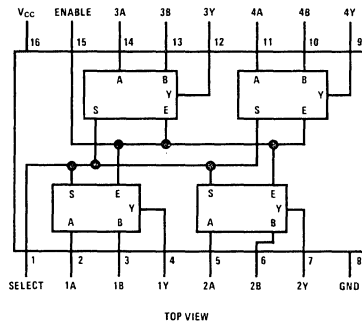 VCC ENABLE 3A 3B 3Y 4A 4B 4Y
16 15 14 13 12 11 10 9
A B A B
Y Y
S E S E
S E S E
Y Y
A B A B
1 2 3 4 5 6 7 8
SELECT 1A 1B 1Y 2A 2B 2Y GND
TOP VIEW